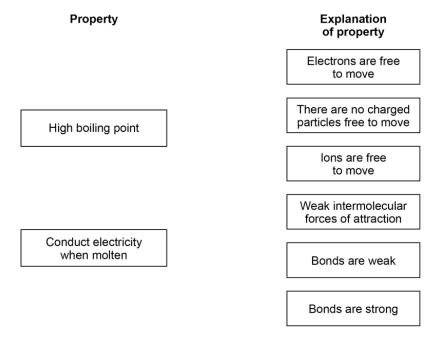 Property
Explanation
of property
Electrons are free
to move
There are no charged
particles free to move
High boiling point
Ions are free
to move
Weak intermolecular
forces of attraction
Conduct electricity
when molten
Bonds are weak
Bonds are strong